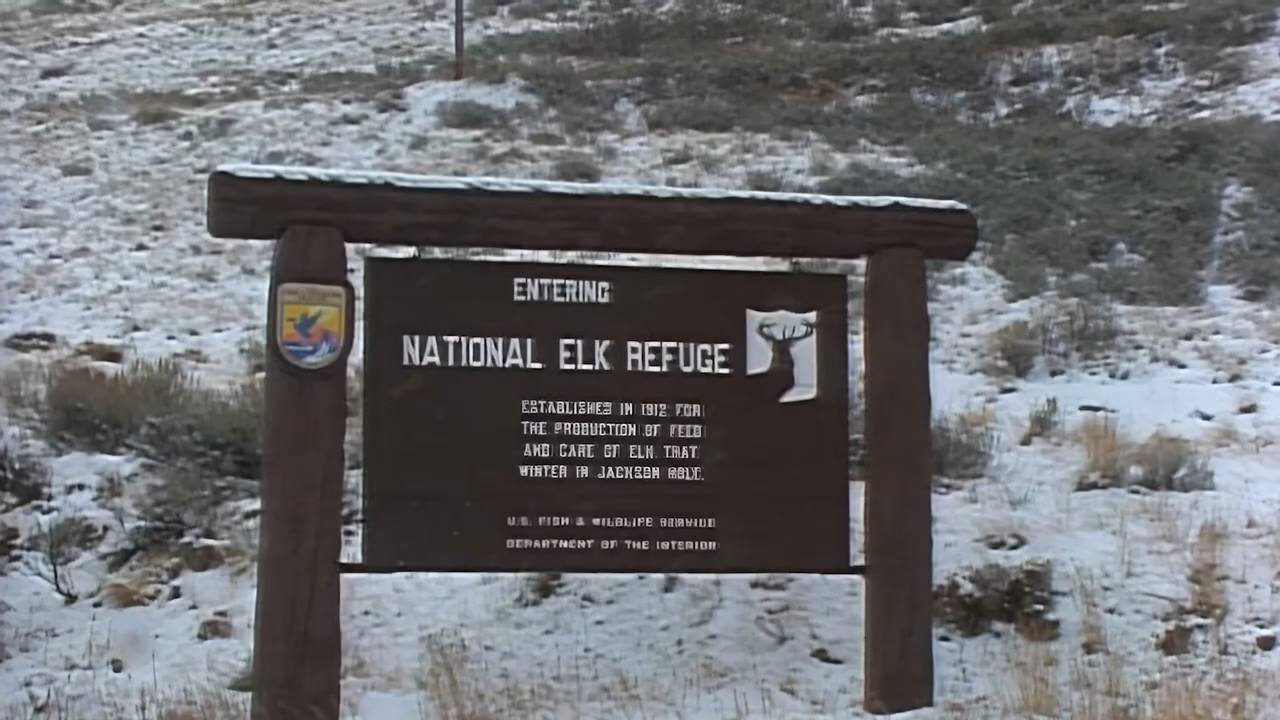 ENTERING
NATIONAL ELK REFUGE
ESTABLISHED IN 1912 FOR
THE PRODUCTION OF FEED
AND CARE OF ELK THAT
WINTER IN JACKSON HOLE.
U.S. FISH & WILDLIFE SERVICE
DEPARTMENT OF THE INTERIOR